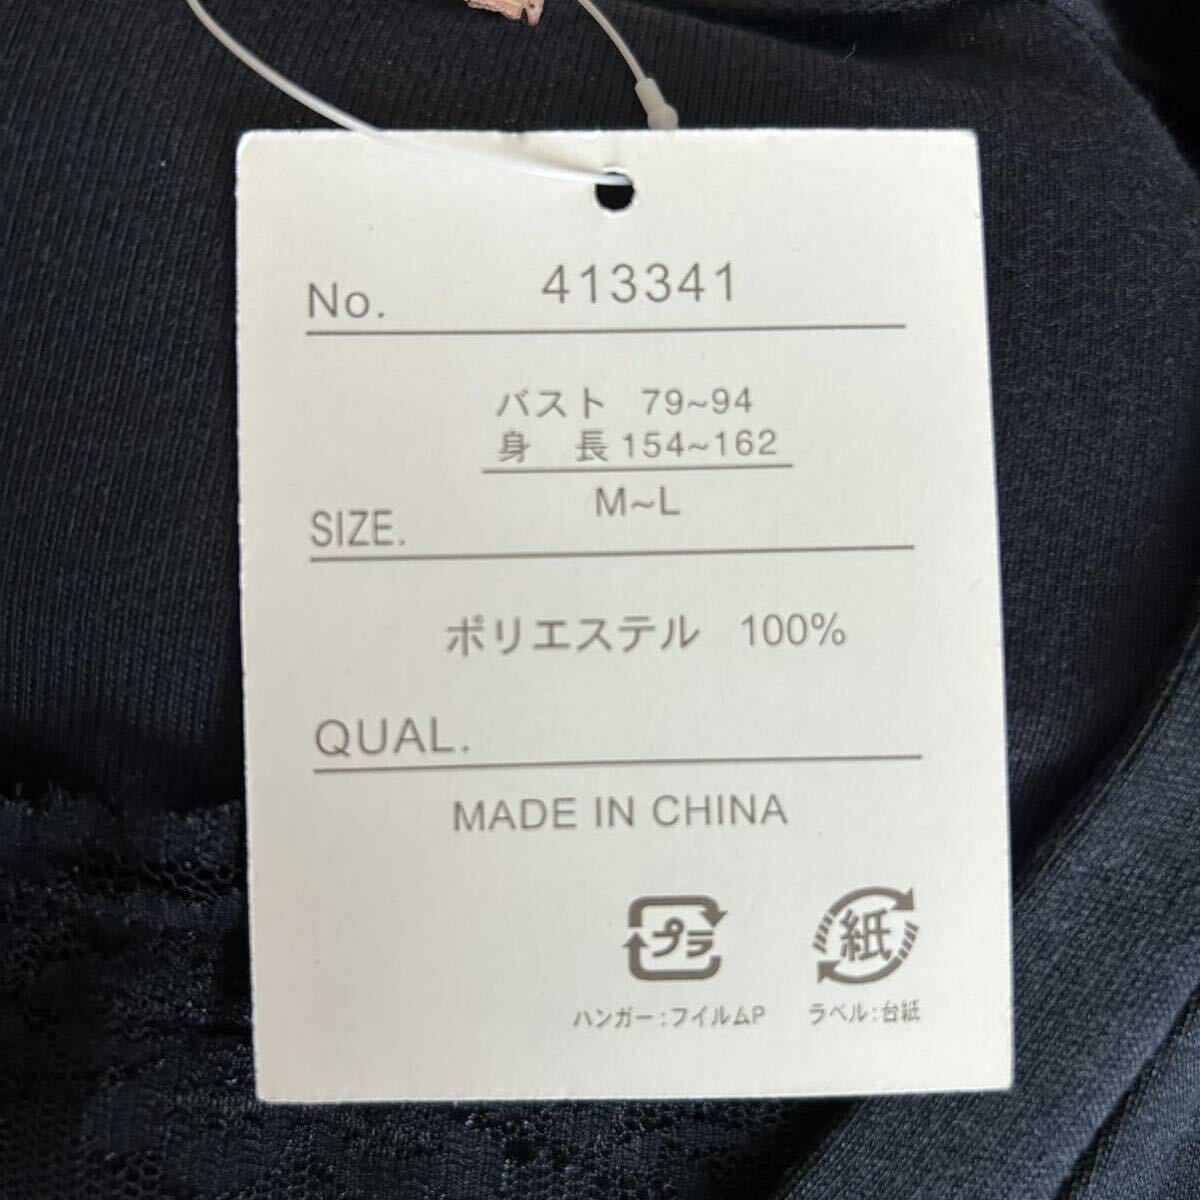 No. 413341
バスト 79~94
身 長 154~162
M~L
SIZE.
ポリエステル 100%
QUAL.
MADE IN CHINA
プラ 紙
ハンガー:フイルムP ラベル:台紙